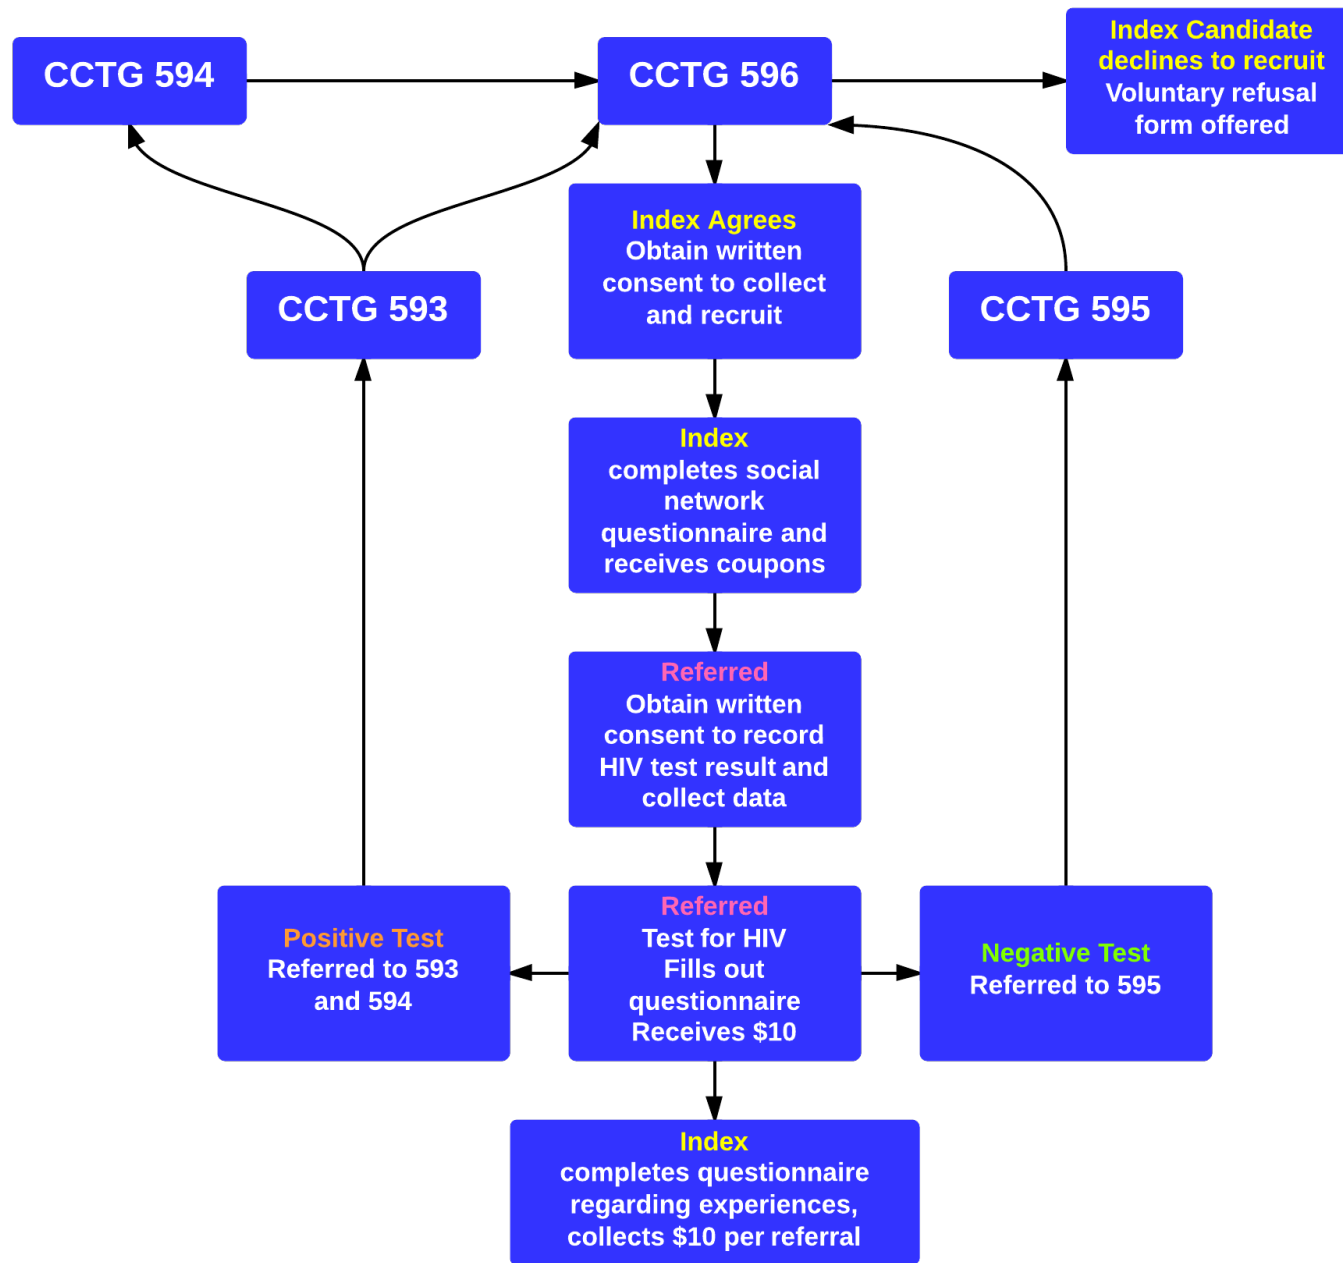 CCTG 594
CCTG 596
Index Candidate
declines to recruit
Voluntary refusal
form offered
CCTG 593
Index Agrees
Obtain written
consent to collect
and recruit
CCTG 595
Index
completes social
network
questionnaire and
receives coupons
Referred
Obtain written
consent to record
HIV test result and
collect data
Positive Test
Referred to 593
and 594
Referred
Test for HIV
Fills out
questionnaire
Receives $10
Negative Test
Referred to 595
Index
completes questionnaire
regarding experiences,
collects $10 per referral